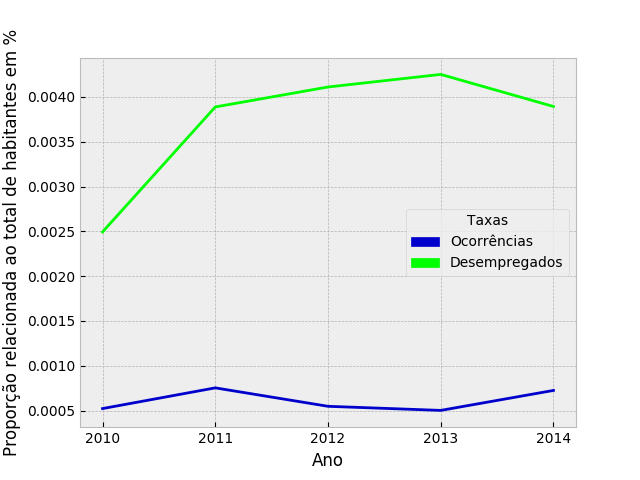 Proporção relacionada ao total de habitantes em %
0.0040
0.0035
0.0030
0.0025
0.0020
0.0015
0.0010
0.0005
Taxas
Ocorrências
Desempregados
2010 2011 2012 2013 2014
Ano